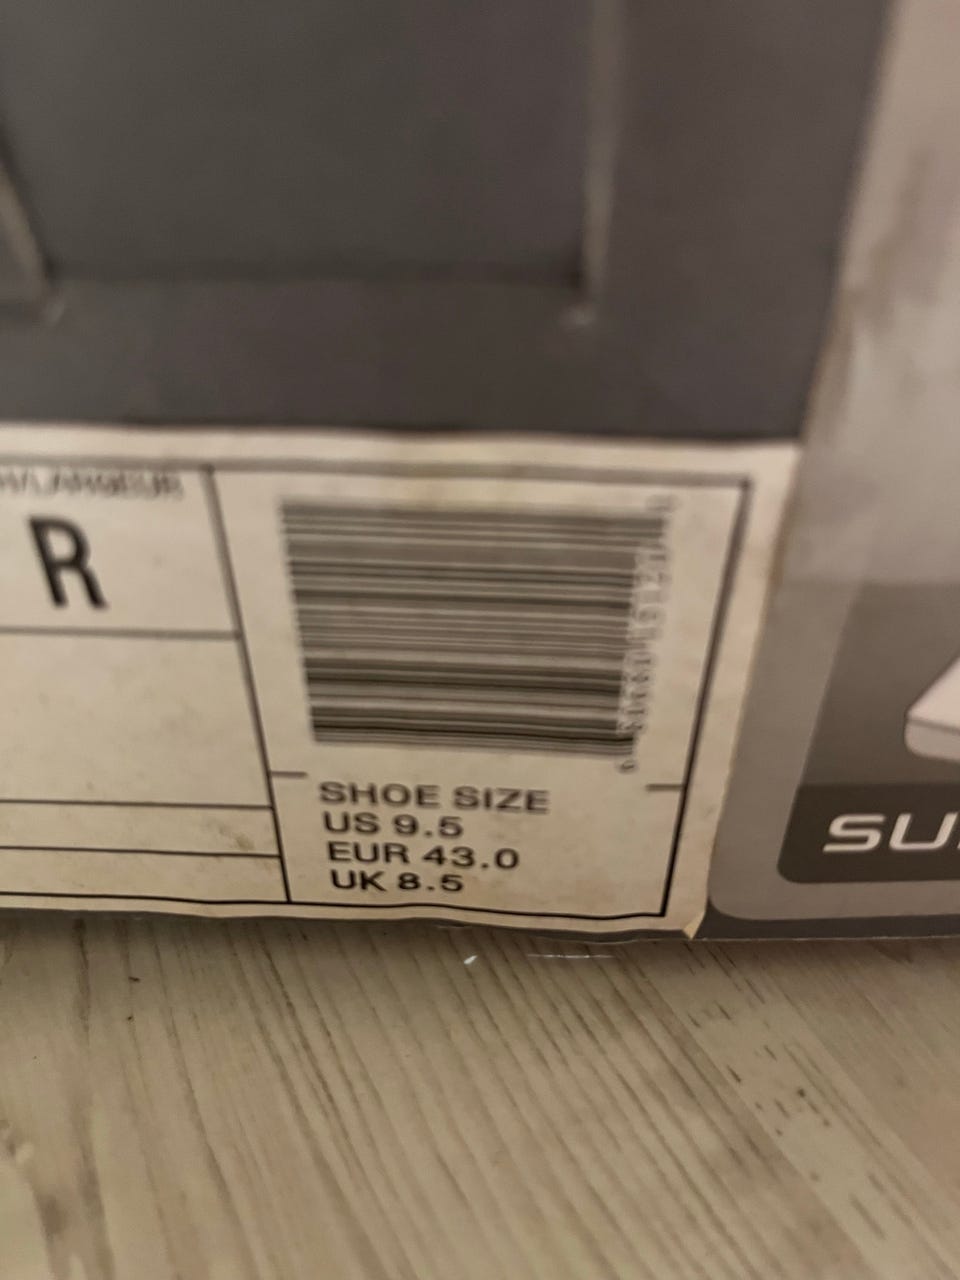 R
SHOE SIZE
US 9.5
EUR 43.0
UK 8.5
SU